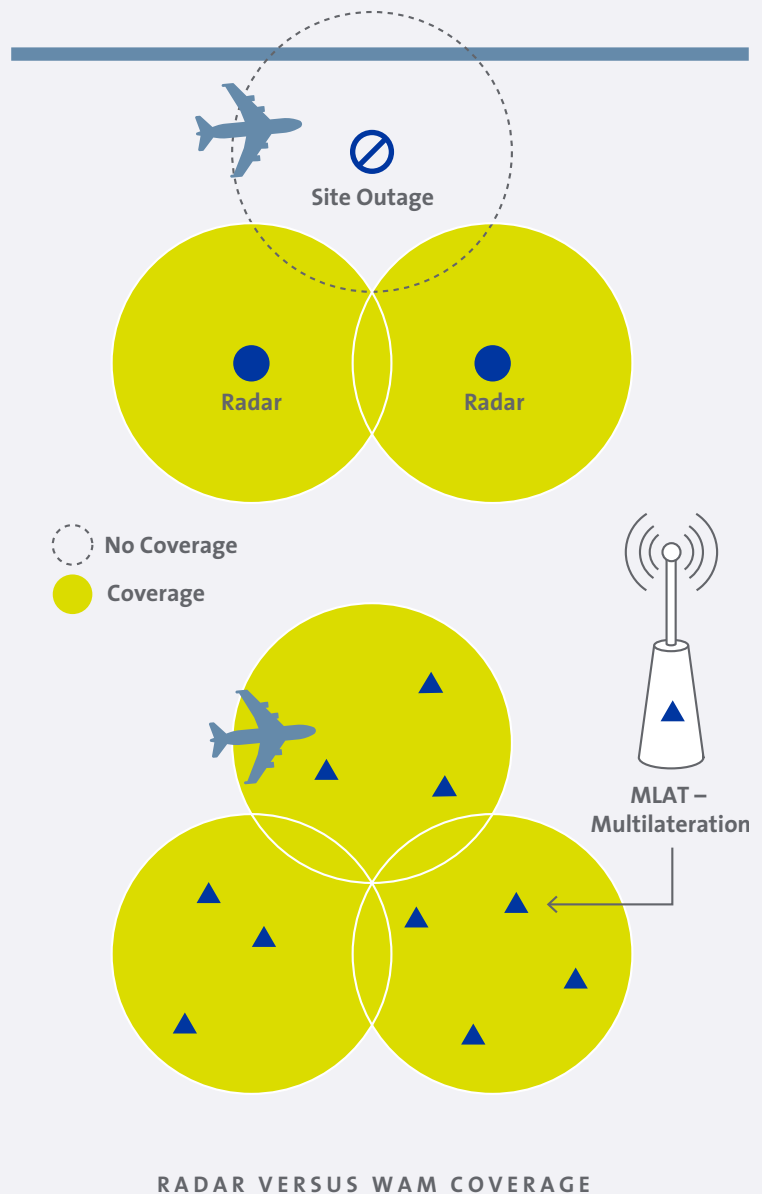 Site Outage
Radar
Radar
No Coverage
Coverage
MLAT –
Multilateration
RADAR VERSUS WAM COVERAGE